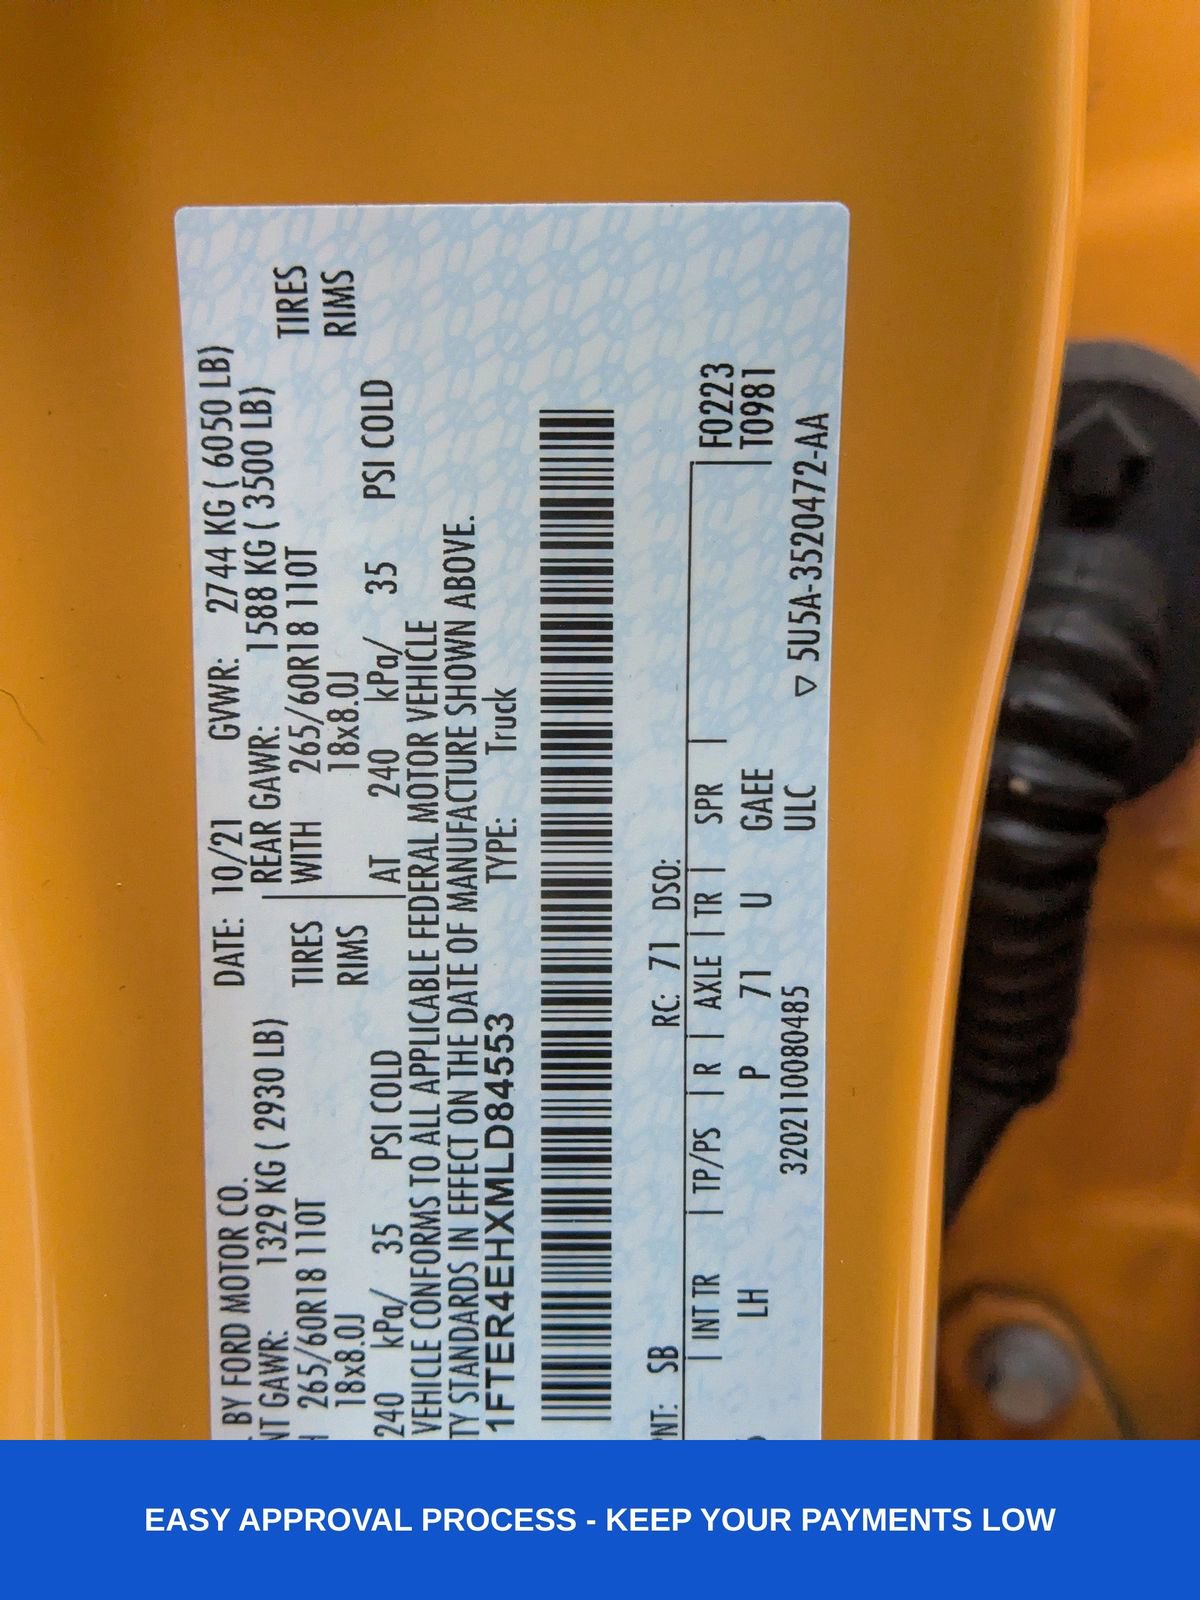 BY FORD MOTOR CO. DATE: 10/21 GVWR: 2744 KG ( 6050 LB)
NT GAWR: 1329 KG ( 2930 LB) REAR GAWR: 1588 KG ( 3500 LB)
265/60R18 110T TIRES WITH 265/60R18 110T TIRES
18x8.0J RIMS 18x8.0J RIMS
240 kPa/ 35 PSI COLD AT 240 kPa/ 35 PSI COLD
VEHICLE CONFORMS TO ALL APPLICABLE FEDERAL MOTOR VEHICLE
TY STANDARDS IN EFFECT ON THE DATE OF MANUFACTURE SHOWN ABOVE.
1FTER4EHXMLD84553 TYPE: Truck
PNT: SB RC: 71 DSO:
INT TR TP/PS R AXLE TR SPR F0223
LH P 71 U GAEE T0981
3202110080485 ULC ▽ 5U5A-3520472-AA
EASY APPROVAL PROCESS - KEEP YOUR PAYMENTS LOW